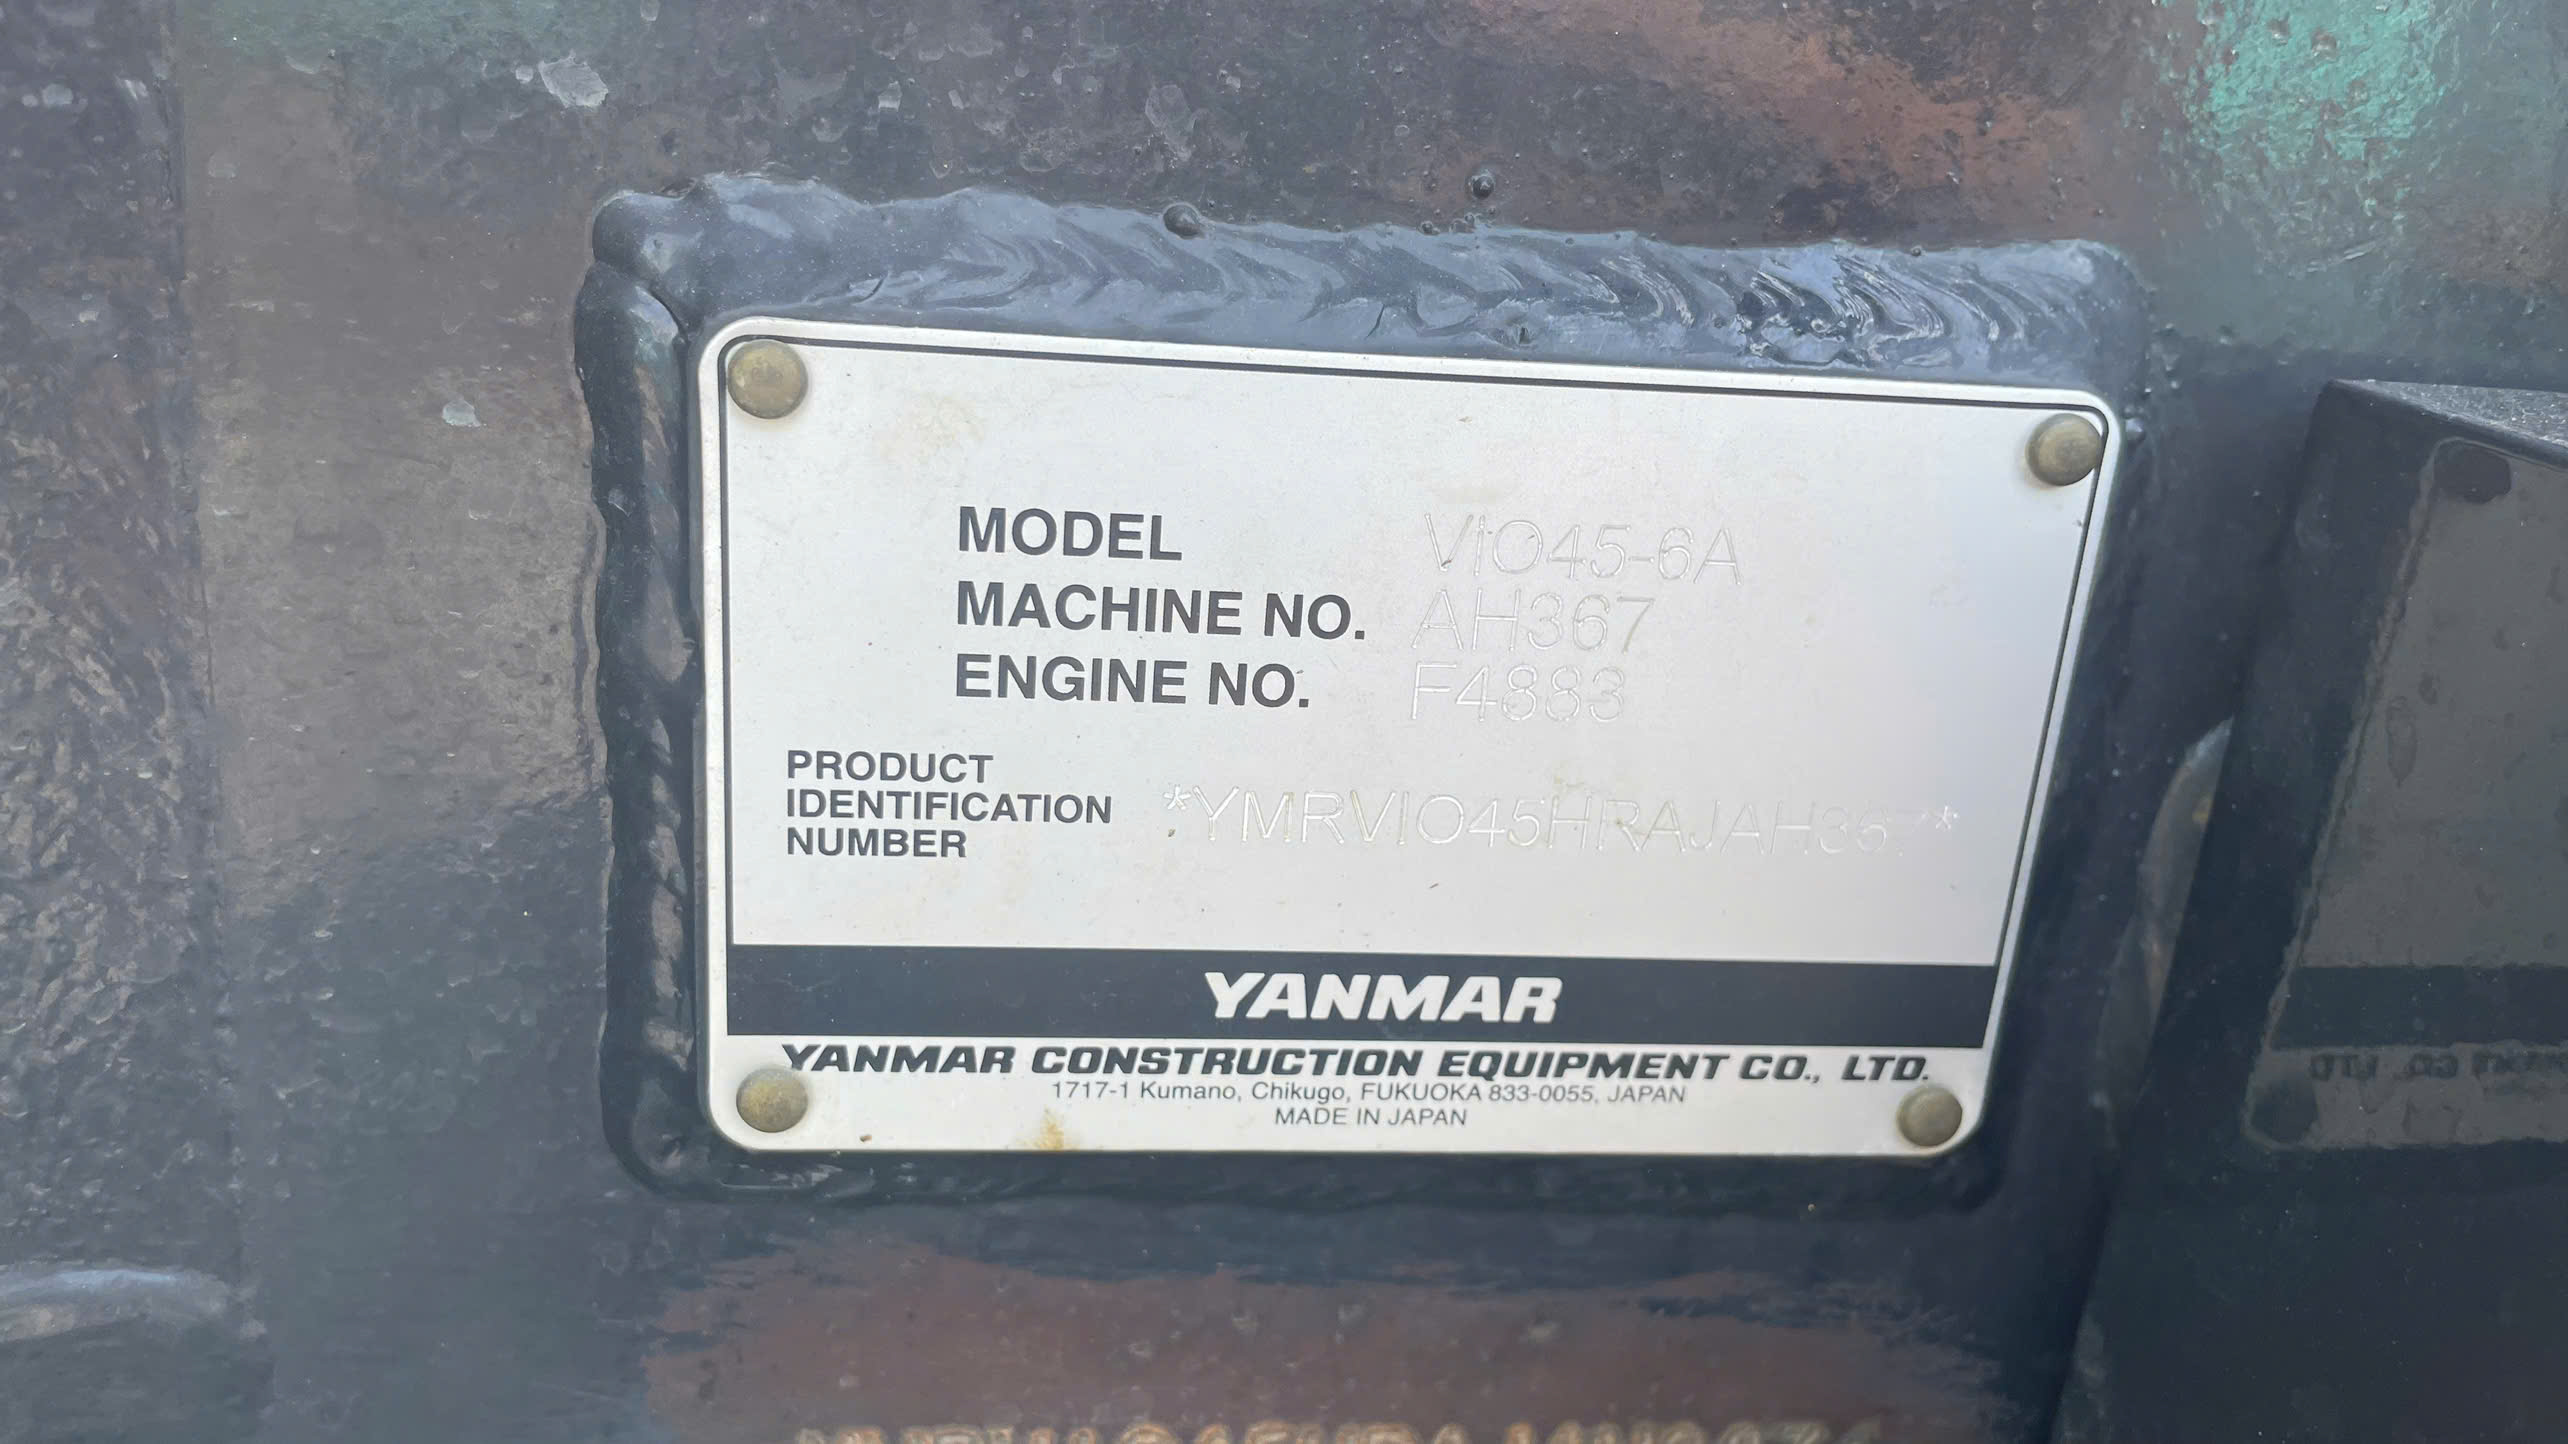 MODEL VIO45-6A
MACHINE NO. AH367
ENGINE NO. F4883
PRODUCT
IDENTIFICATION
NUMBER
*YMRVIO45HRAJAH367*
YANMAR
YANMAR CONSTRUCTION EQUIPMENT CO., LTD.
1717-1 Kumano, Chikugo, FUKUOKA 833-0055, JAPAN
MADE IN JAPAN